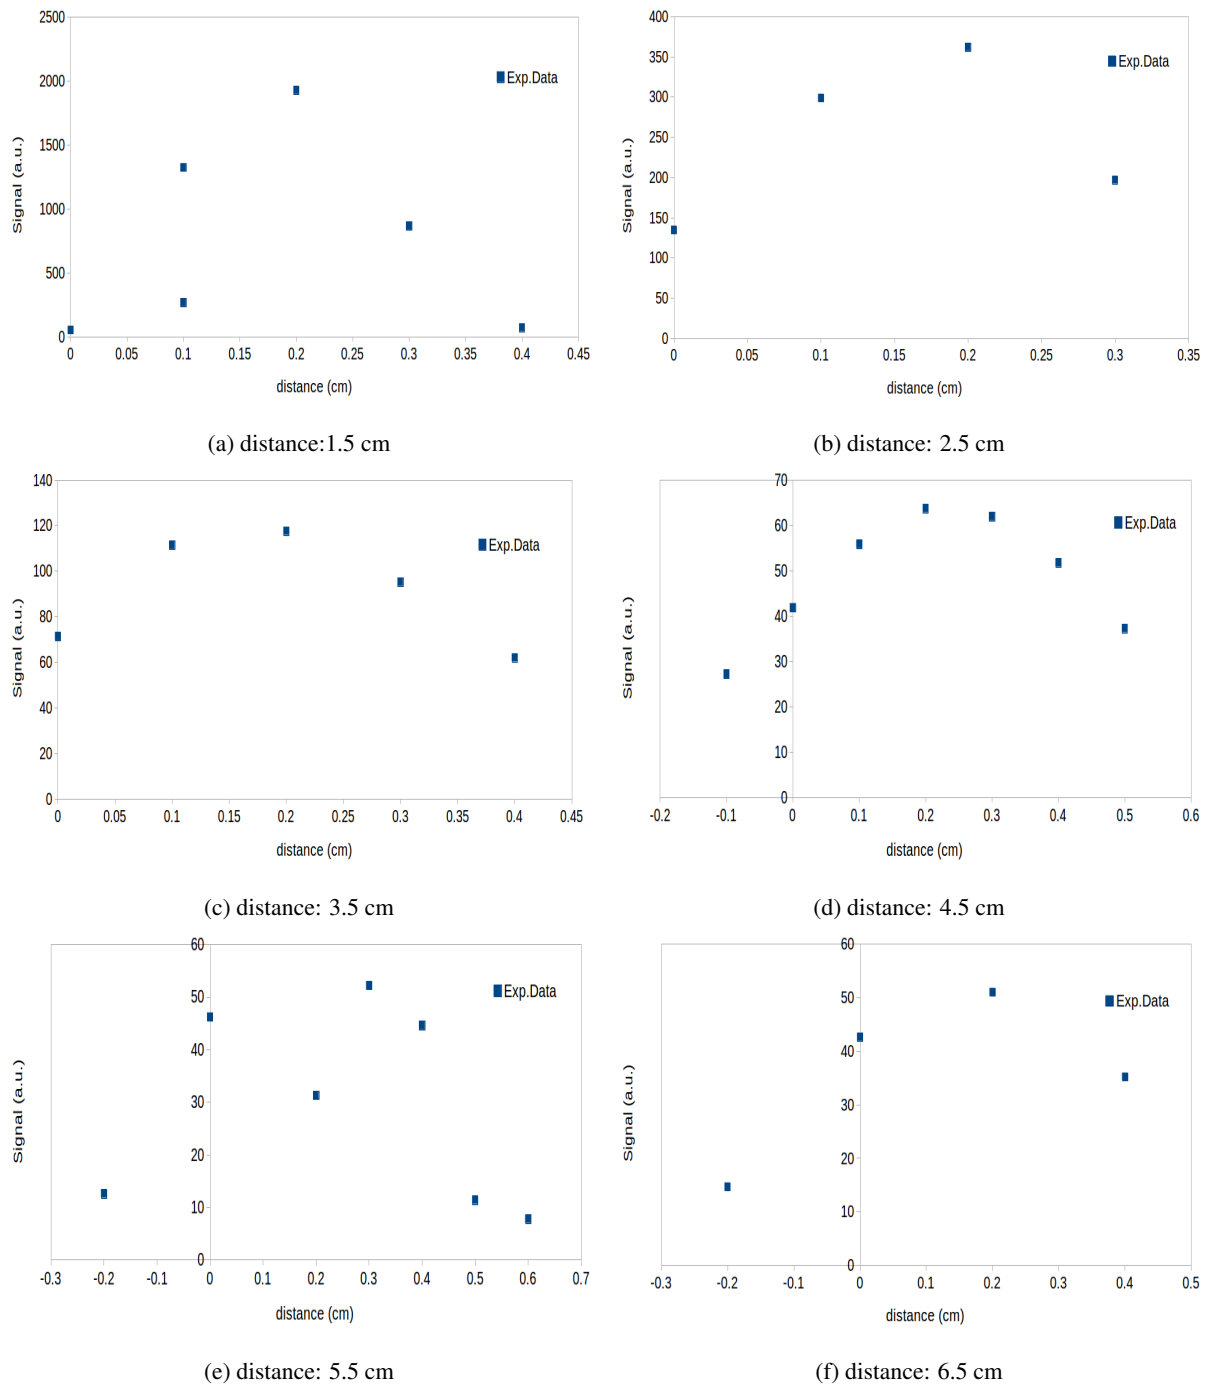 2500
2000
1500
1000
500
0
Signal (a.u.)
Exp.Data
0 0.05 0.1 0.15 0.2 0.25 0.3 0.35 0.4 0.45
distance (cm)
(a) distance:1.5 cm
400
350
300
250
200
150
100
50
0
Signal (a.u.)
Exp.Data
0 0.05 0.1 0.15 0.2 0.25 0.3 0.35
distance (cm)
(b) distance: 2.5 cm
140
120
100
80
60
40
20
0
Signal (a.u.)
Exp.Data
0 0.05 0.1 0.15 0.2 0.25 0.3 0.35 0.4 0.45
distance (cm)
(c) distance: 3.5 cm
70
60
50
40
30
20
10
0
Signal (a.u.)
Exp.Data
-0.2 -0.1 0 0.1 0.2 0.3 0.4 0.5 0.6
distance (cm)
(d) distance: 4.5 cm
60
50
40
30
20
10
0
Signal (a.u.)
Exp.Data
-0.3 -0.2 -0.1 0 0.1 0.2 0.3 0.4 0.5 0.6 0.7
distance (cm)
(e) distance: 5.5 cm
60
50
40
30
20
10
0
Signal (a.u.)
Exp.Data
-0.3 -0.2 -0.1 0 0.1 0.2 0.3 0.4 0.5
distance (cm)
(f) distance: 6.5 cm